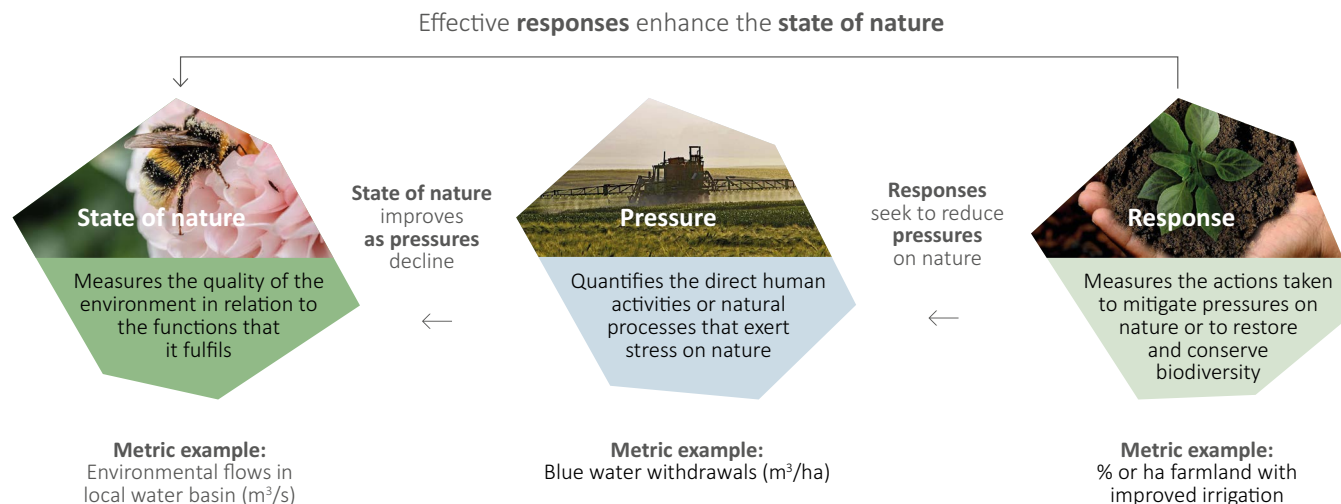 Effective responses enhance the state of nature
State of nature
Measures the quality of the
environment in relation to
the functions that
it fulfils
Metric example:
Environmental flows in
local water basin (m³/s)
State of nature
improves
as pressures
decline
Pressure
Quantifies the direct human
activities or natural
processes that exert
stress on nature
Metric example:
Blue water withdrawals (m³/ha)
Responses
seek to reduce
pressures
on nature
Response
Measures the actions taken
to mitigate pressures on
nature or to restore
and conserve
biodiversity
Metric example:
% or ha farmland with
improved irrigation